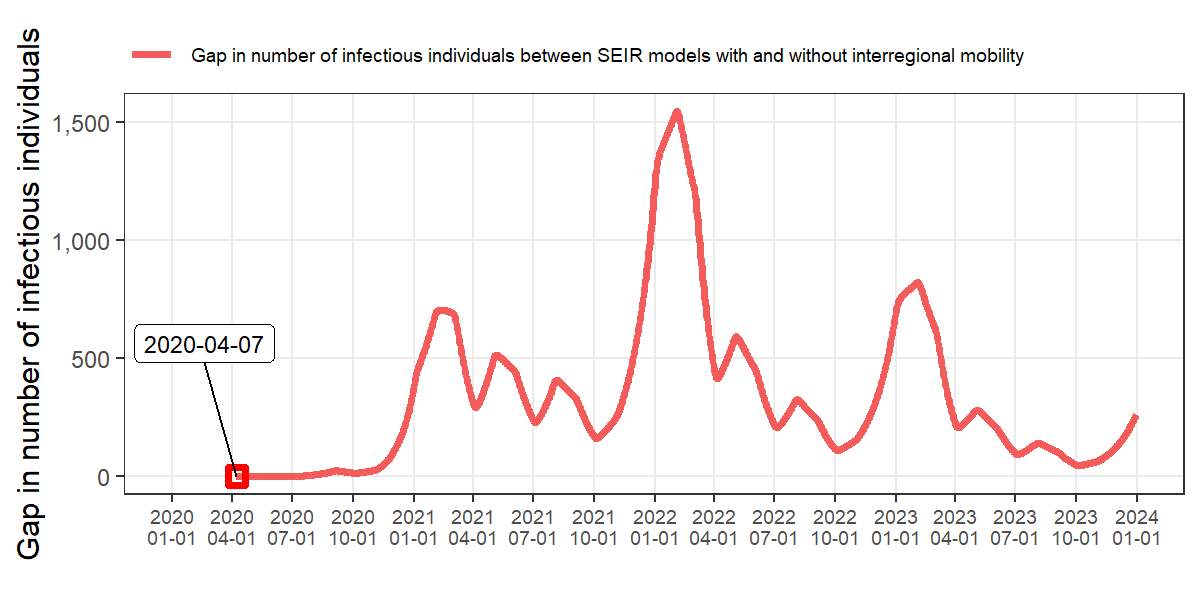 Gap in number of infectious individuals between SEIR models with and without interregional mobility
Gap in number of infectious individuals
1,500
1,000
500
0
2020-04-07
2020 2020 2020 2020 2021 2021 2021 2021 2022 2022 2022 2022 2023 2023 2023 2023 2024
01-01 04-01 07-01 10-01 01-01 04-01 07-01 10-01 01-01 04-01 07-01 10-01 01-01 04-01 07-01 10-01 01-01